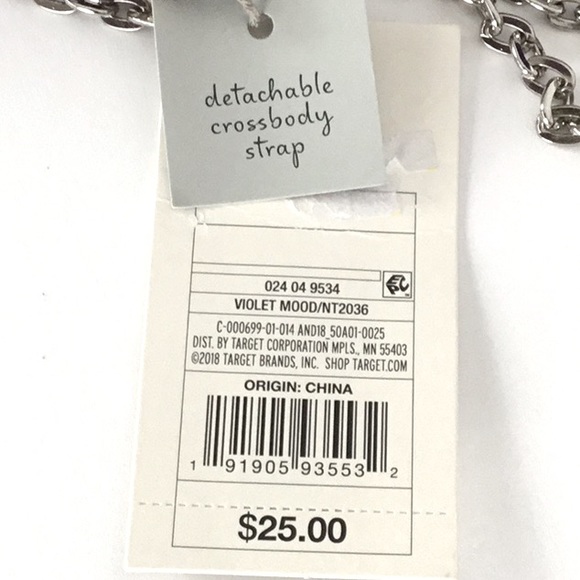 detachable
crossbody
strap
024 04 9534
EPC
VIOLET MOOD/NT2036
C-000699-01-014 AND18_50A01-0025
DIST. BY TARGET CORPORATION MPLS., MN 55403
©2018 TARGET BRANDS, INC. SHOP TARGET.COM
ORIGIN: CHINA
1 91905 93553 2
$25.00